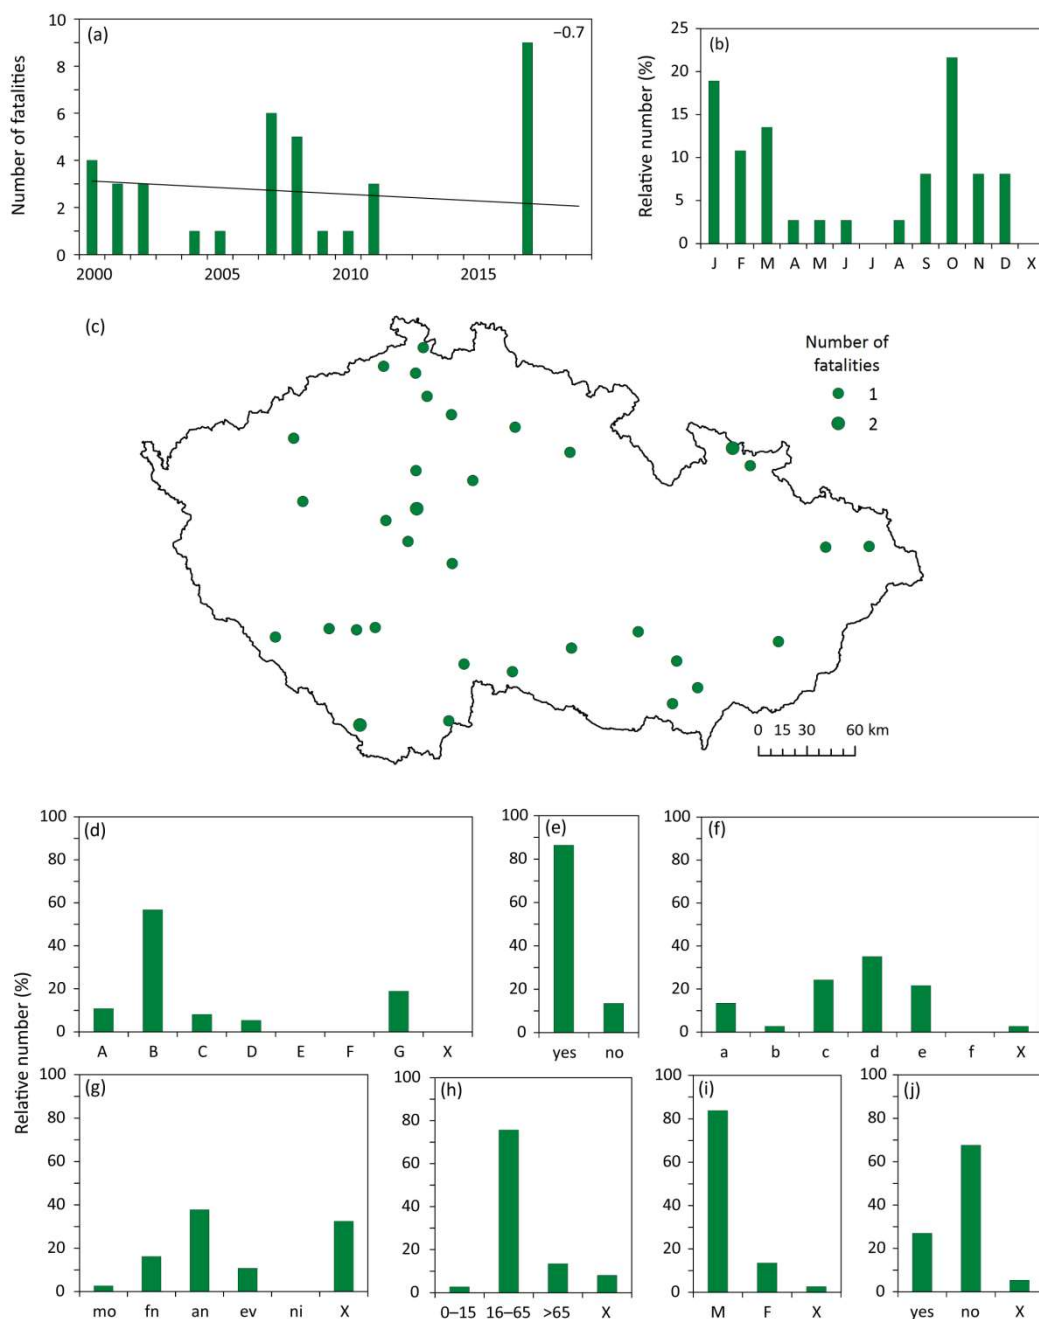 (a)
−0.7
Number of fatalities
10
8
6
4
2
0
2000
2005
2010
2015
(b)
Relative number (%)
25
20
15
10
5
0
J F M A M J J A S O N D X
(c)
Number of
fatalities
1
2
0 15 30 60 km
Relative number (%)
(d)
100
80
60
40
20
0
A B C D E F G X
(e)
100
80
60
40
20
0
yes no
(f)
100
80
60
40
20
0
a b c d e f X
(g)
100
80
60
40
20
0
mo fn an ev ni X
(h)
100
80
60
40
20
0
0–15 16–65 >65 X
(i)
100
80
60
40
20
0
M F X
(j)
100
80
60
40
20
0
yes no X